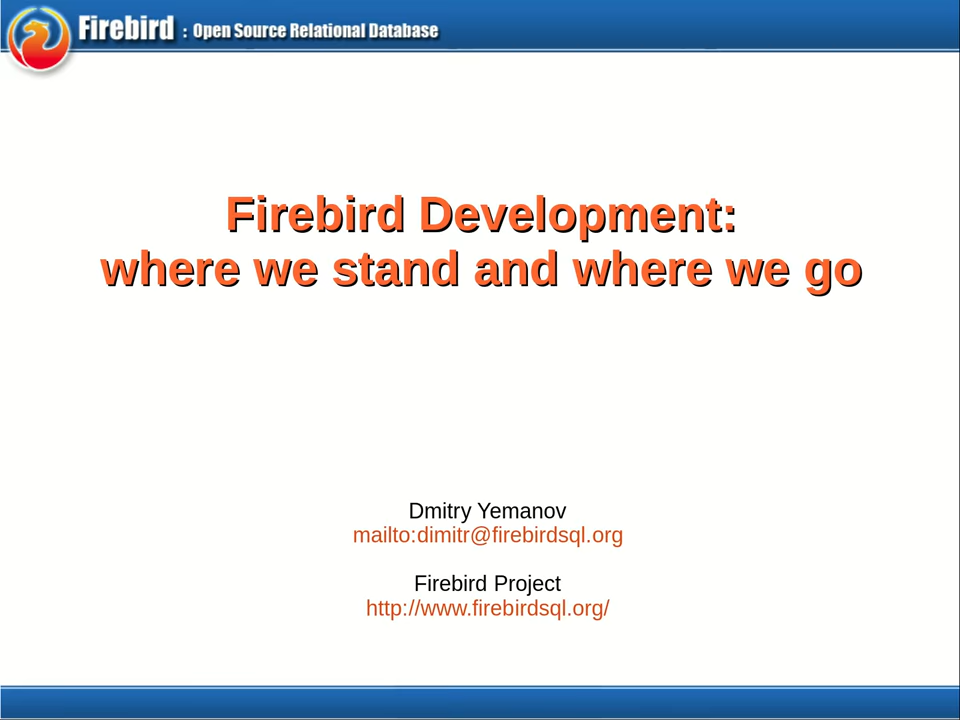 Firebird : Open Source Relational Database
Firebird Development:
where we stand and where we go
Dmitry Yemanov
mailto:dimitr@firebirdsql.org
Firebird Project
http://www.firebirdsql.org/